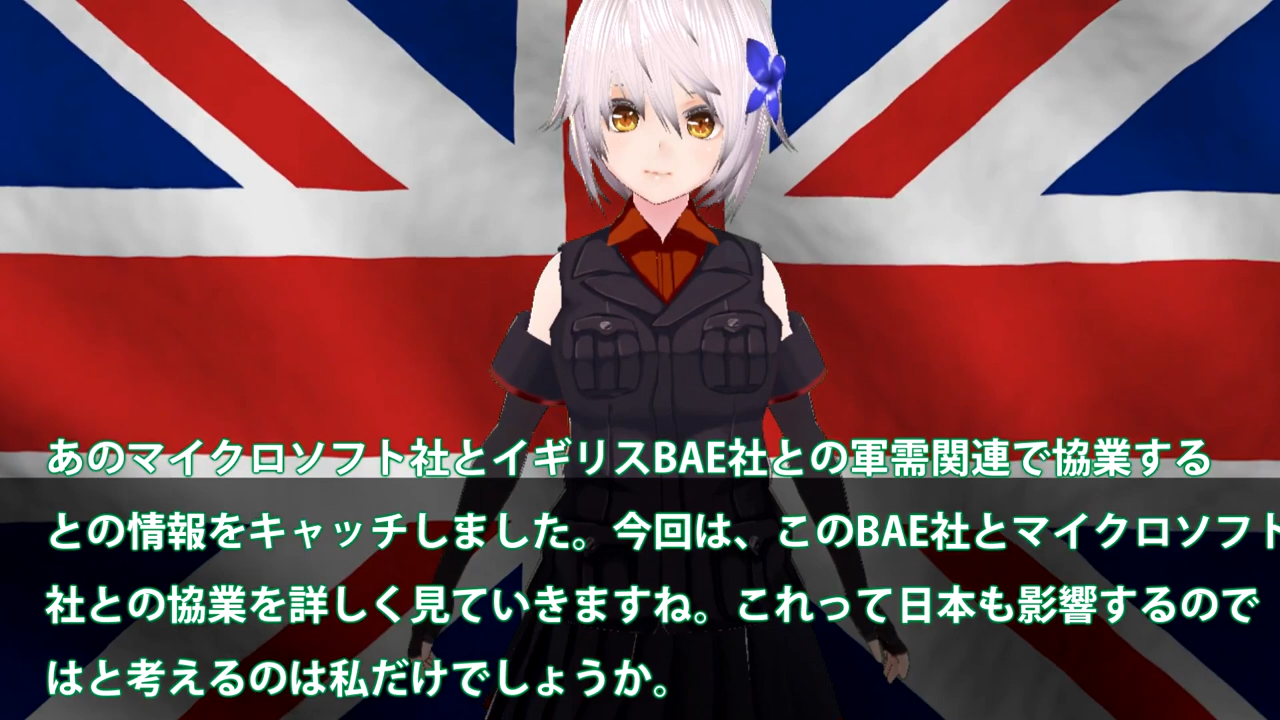 あのマイクロソフト社とイギリスBAE社との軍需関連で協業する
との情報をキャッチしました。今回は、このBAE社とマイクロソフト
社との協業を詳しく見ていきますね。これって日本も影響するので
はと考えるのは私だけでしょうか。